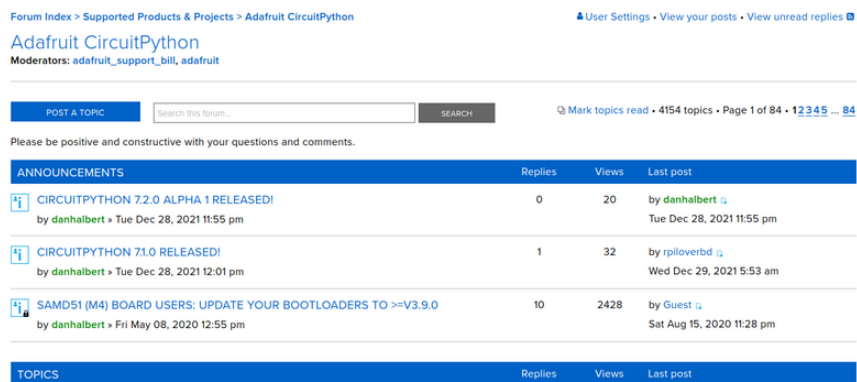 Forum Index > Supported Products & Projects > Adafruit CircuitPython
User Settings • View your posts • View unread replies
Adafruit CircuitPython
Moderators: adafruit_support_bill, adafruit
POST A TOPIC
Search this forum...
SEARCH
Mark topics read • 4154 topics • Page 1 of 84 • 1 2 3 4 5 ... 84
Please be positive and constructive with your questions and comments.
ANNOUNCEMENTS Replies Views Last post
CIRCUITPYTHON 7.2.0 ALPHA 1 RELEASED! 0 20 by danhalbert
by danhalbert » Tue Dec 28, 2021 11:55 pm Tue Dec 28, 2021 11:55 pm
CIRCUITPYTHON 7.1.0 RELEASED! 1 32 by rpiloverbd
by danhalbert » Tue Dec 28, 2021 12:01 pm Wed Dec 29, 2021 5:53 am
SAMD51 (M4) BOARD USERS: UPDATE YOUR BOOTLOADERS TO >=V3.9.0 10 2428 by Guest
by danhalbert » Fri May 08, 2020 12:55 pm Sat Aug 15, 2020 11:28 pm
TOPICS Replies Views Last post